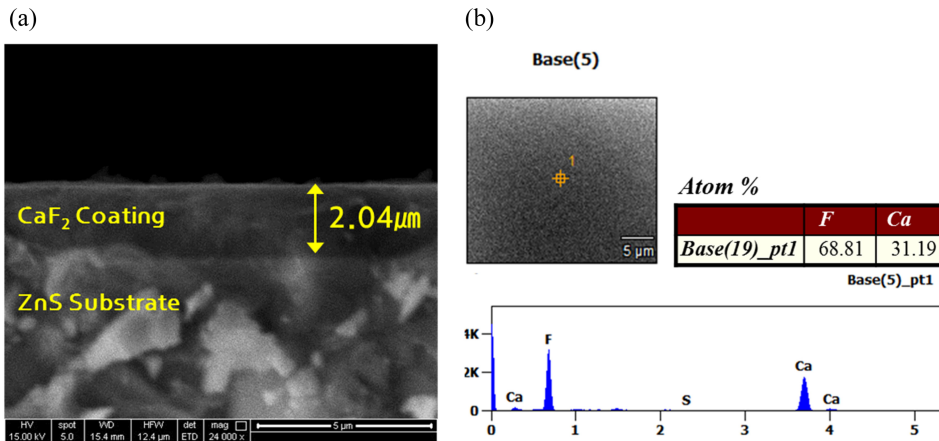 (a)
CaF₂ Coating
2.04μm
ZnS Substrate
HV spot WD HFW det mag
15.00 kV 5.0 15.4 mm 12.4 μm ETD 24 000 x
5 μm
(b)
Base(5)
1
5 μm
Atom %
F Ca
Base(19)_pt1 68.81 31.19
Base(5)_pt1
4K
2K
0
Ca F S Ca Ca
0 1 2 3 4 5